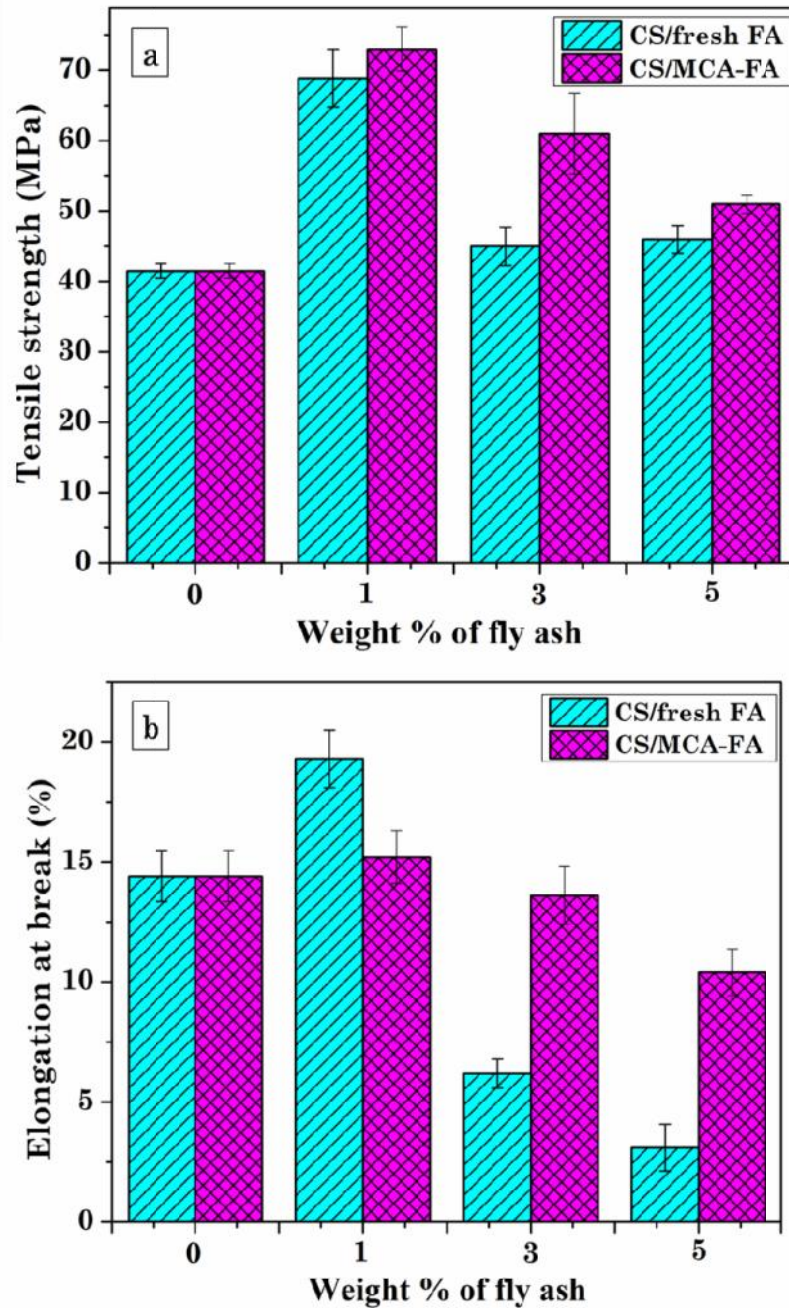 a
CS/fresh FA
CS/MCA-FA
Tensile strength (MPa)
70
60
50
40
30
20
10
0
0 1 3 5
Weight % of fly ash
b
CS/fresh FA
CS/MCA-FA
Elongation at break (%)
20
15
10
5
0
0 1 3 5
Weight % of fly ash